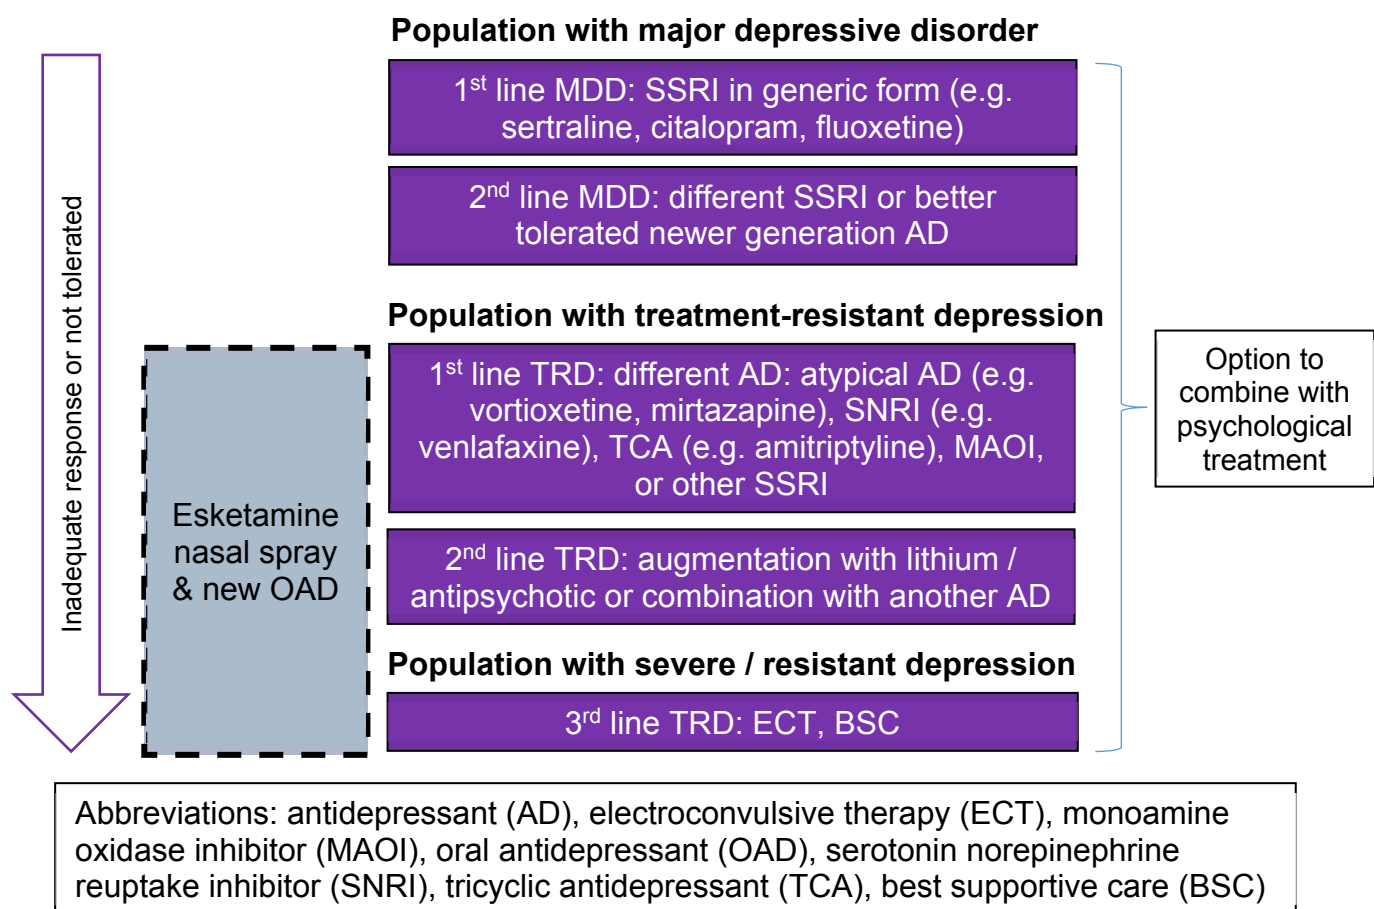 Population with major depressive disorder
1st line MDD: SSRI in generic form (e.g.
sertraline, citalopram, fluoxetine)
2nd line MDD: different SSRI or better
tolerated newer generation AD
Inadequate response or not tolerated
Population with treatment-resistant depression
1st line TRD: different AD: atypical AD (e.g.
vortioxetine, mirtazapine), SNRI (e.g.
venlafaxine), TCA (e.g. amitriptyline), MAOI,
or other SSRI
Option to
combine with
psychological
treatment
Esketamine
nasal spray
& new OAD
2nd line TRD: augmentation with lithium /
antipsychotic or combination with another AD
Population with severe / resistant depression
3rd line TRD: ECT, BSC
Abbreviations: antidepressant (AD), electroconvulsive therapy (ECT), monoamine
oxidase inhibitor (MAOI), oral antidepressant (OAD), serotonin norepinephrine
reuptake inhibitor (SNRI), tricyclic antidepressant (TCA), best supportive care (BSC)